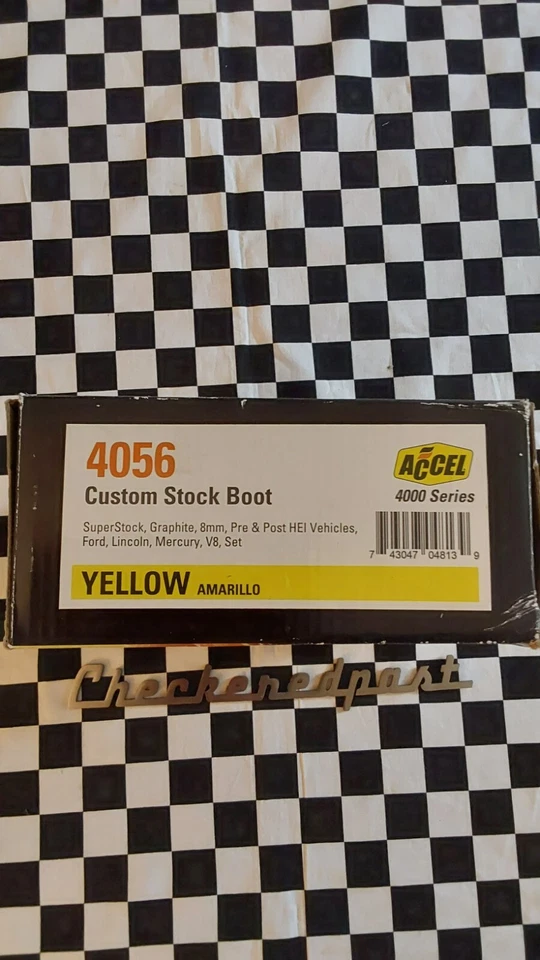 4056
Custom Stock Boot
ACCEL
4000 Series
SuperStock, Graphite, 8mm, Pre & Post HEI Vehicles,
Ford, Lincoln, Mercury, V8, Set
7 43047 04813 9
YELLOW AMARILLO
Checkeredpast